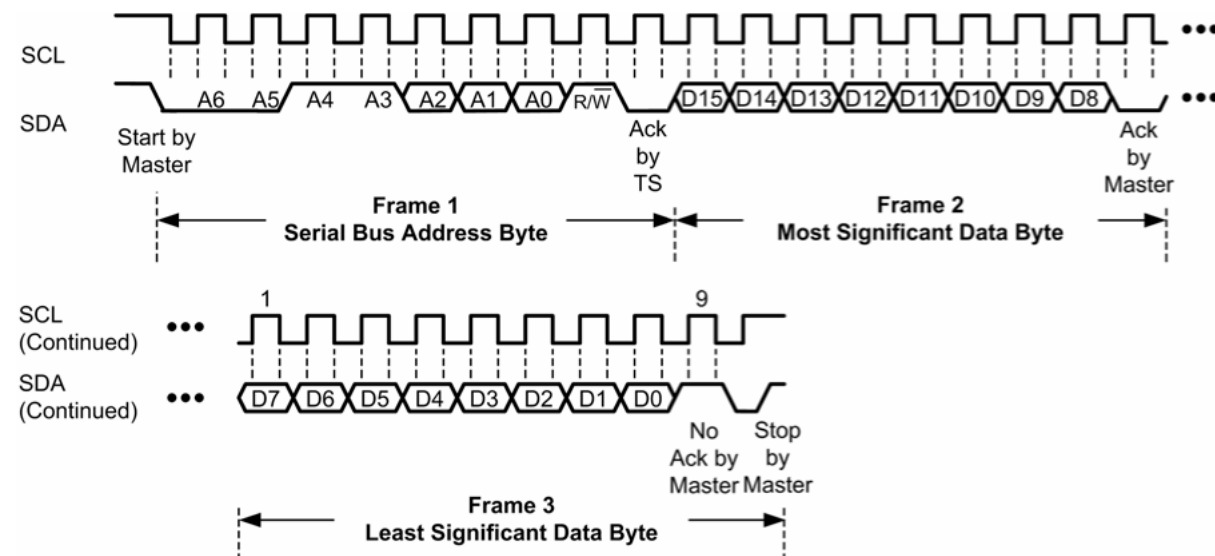 SCL
SDA
A6 A5 A4 A3 A2 A1 A0 R/W̅ D15 D14 D13 D12 D11 D10 D9 D8
Start by
Master
Ack
by
TS
Ack
by
Master
Frame 1
Serial Bus Address Byte
Frame 2
Most Significant Data Byte
1 9
SCL
(Continued)
SDA
(Continued)
D7 D6 D5 D4 D3 D2 D1 D0
No
Ack by
Master
Stop
by
Master
Frame 3
Least Significant Data Byte